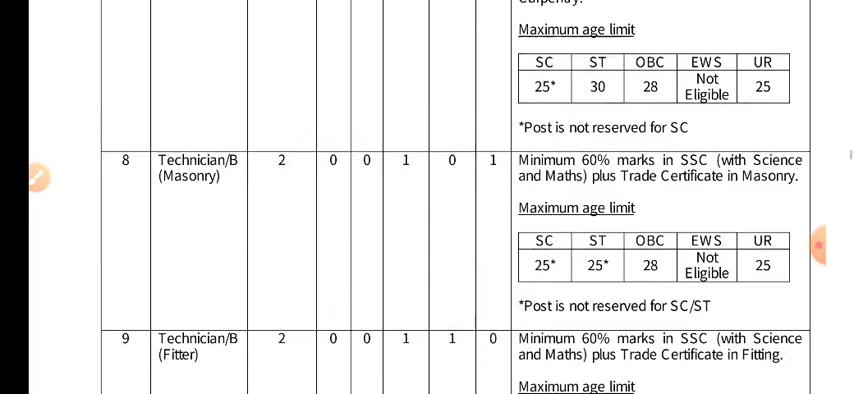 Carpentry.
Maximum age limit
SC ST OBC EWS UR
25* 30 28 Not Eligible 25
*Post is not reserved for SC
8 Technician/B 2 0 0 1 0 1 Minimum 60% marks in SSC (with Science
(Masonry) and Maths) plus Trade Certificate in Masonry.
Maximum age limit
SC ST OBC EWS UR
25* 25* 28 Not Eligible 25
*Post is not reserved for SC/ST
9 Technician/B 2 0 0 1 1 0 Minimum 60% marks in SSC (with Science
(Fitter) and Maths) plus Trade Certificate in Fitting.
Maximum age limit